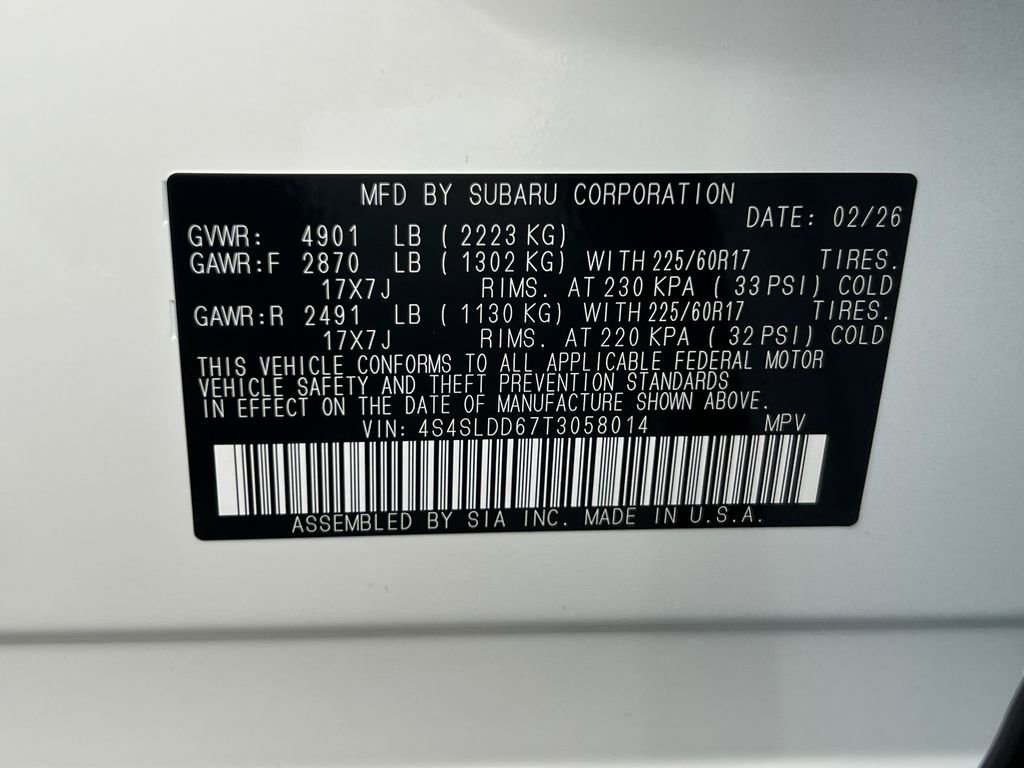 MFD BY SUBARU CORPORATION
DATE: 02/26
GVWR: 4901 LB ( 2223 KG)
GAWR:F 2870 LB ( 1302 KG) WITH 225/60R17 TIRES.
17X7J RIMS. AT 230 KPA ( 33 PSI) COLD
GAWR:R 2491 LB ( 1130 KG) WITH 225/60R17 TIRES.
17X7J RIMS. AT 220 KPA ( 32 PSI) COLD
THIS VEHICLE CONFORMS TO ALL APPLICABLE FEDERAL MOTOR
VEHICLE SAFETY AND THEFT PREVENTION STANDARDS
IN EFFECT ON THE DATE OF MANUFACTURE SHOWN ABOVE.
VIN: 4S4SLDD67T3058014 MPV
ASSEMBLED BY SIA INC. MADE IN U.S.A.